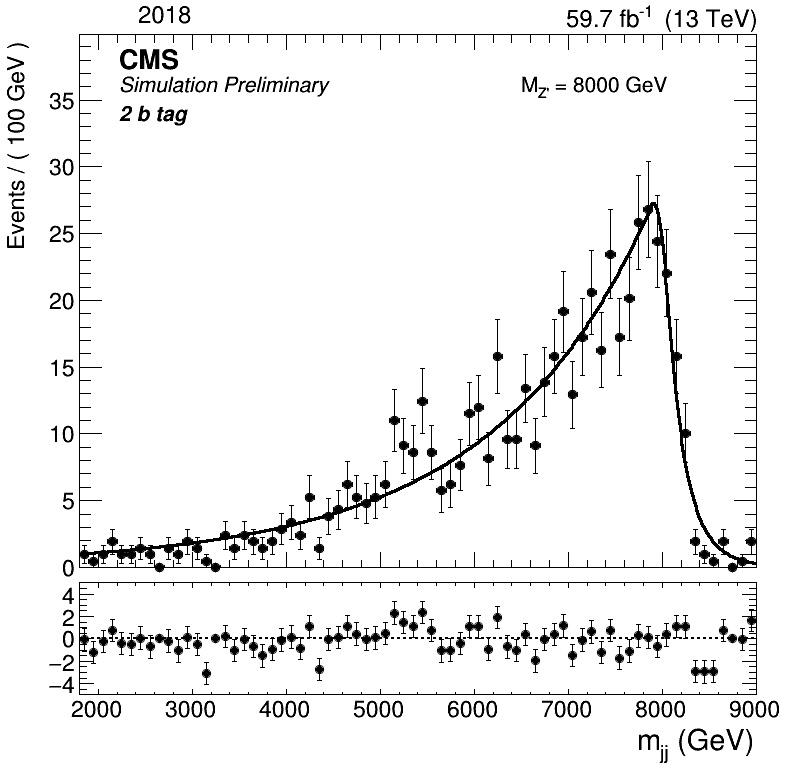 2018 59.7 fb⁻¹ (13 TeV)
CMS
Simulation Preliminary
M_Z' = 8000 GeV
2 b tag
Events / ( 100 GeV )
35
30
25
20
15
10
5
0
4
2
0
−2
−4
2000 3000 4000 5000 6000 7000 8000 9000
m_jj (GeV)